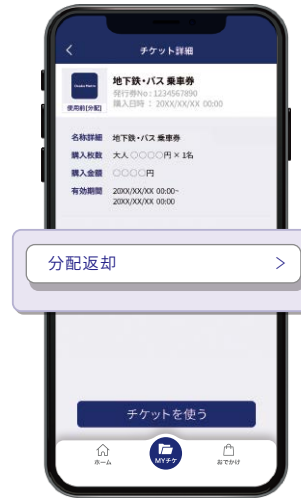 チケット詳細
Osaka Metro
使用前[分配]
地下鉄・バス 乗車券
発行券No : 1234567890
購入日時 : 20XX/XX/XX 00:00
名称詳細 地下鉄・バス 乗車券
購入枚数 大人 ○○○○円 × 1名
購入金額 ○○○○円
有効期間 20XX/XX/XX 00:00~
20XX/XX/XX 00:00
分配返却
チケットを使う
ホーム MYチケ おでかけ